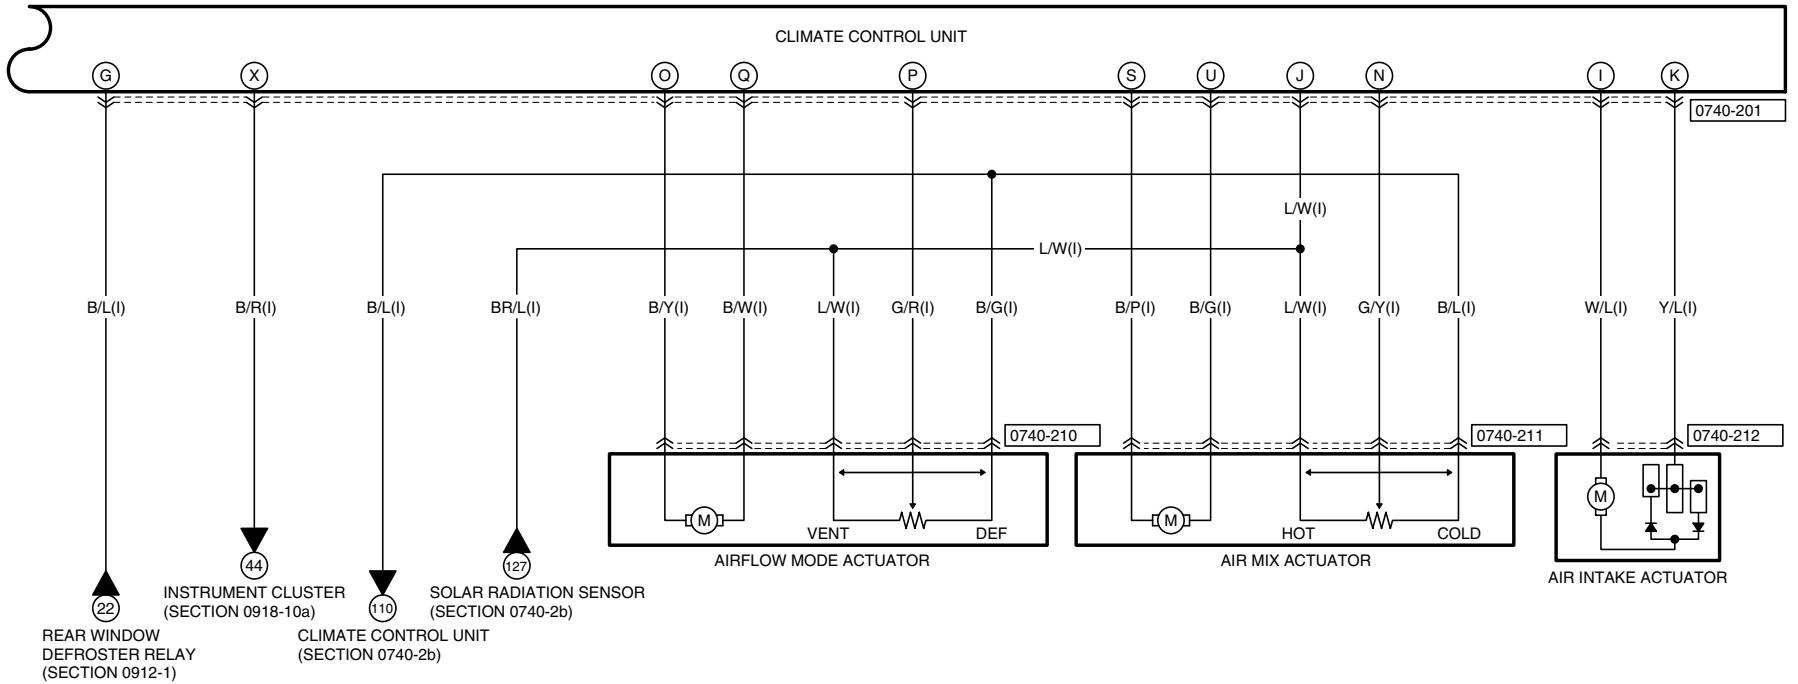 CLIMATE CONTROL UNIT
G X O Q P S U J N I K
0740-201
L/W(I)
L/W(I)
B/L(I) B/R(I) B/L(I) BR/L(I) B/Y(I) B/W(I) L/W(I) G/R(I) B/G(I) B/P(I) B/G(I) L/W(I) G/Y(I) B/L(I) W/L(I) Y/L(I)
0740-210 0740-211 0740-212
M
M M
VENT DEF HOT COLD
AIRFLOW MODE ACTUATOR AIR MIX ACTUATOR
AIR INTAKE ACTUATOR
44
INSTRUMENT CLUSTER
(SECTION 0918-10a)
127
SOLAR RADIATION SENSOR
(SECTION 0740-2b)
22
REAR WINDOW
DEFROSTER RELAY
(SECTION 0912-1)
110
CLIMATE CONTROL UNIT
(SECTION 0740-2b)